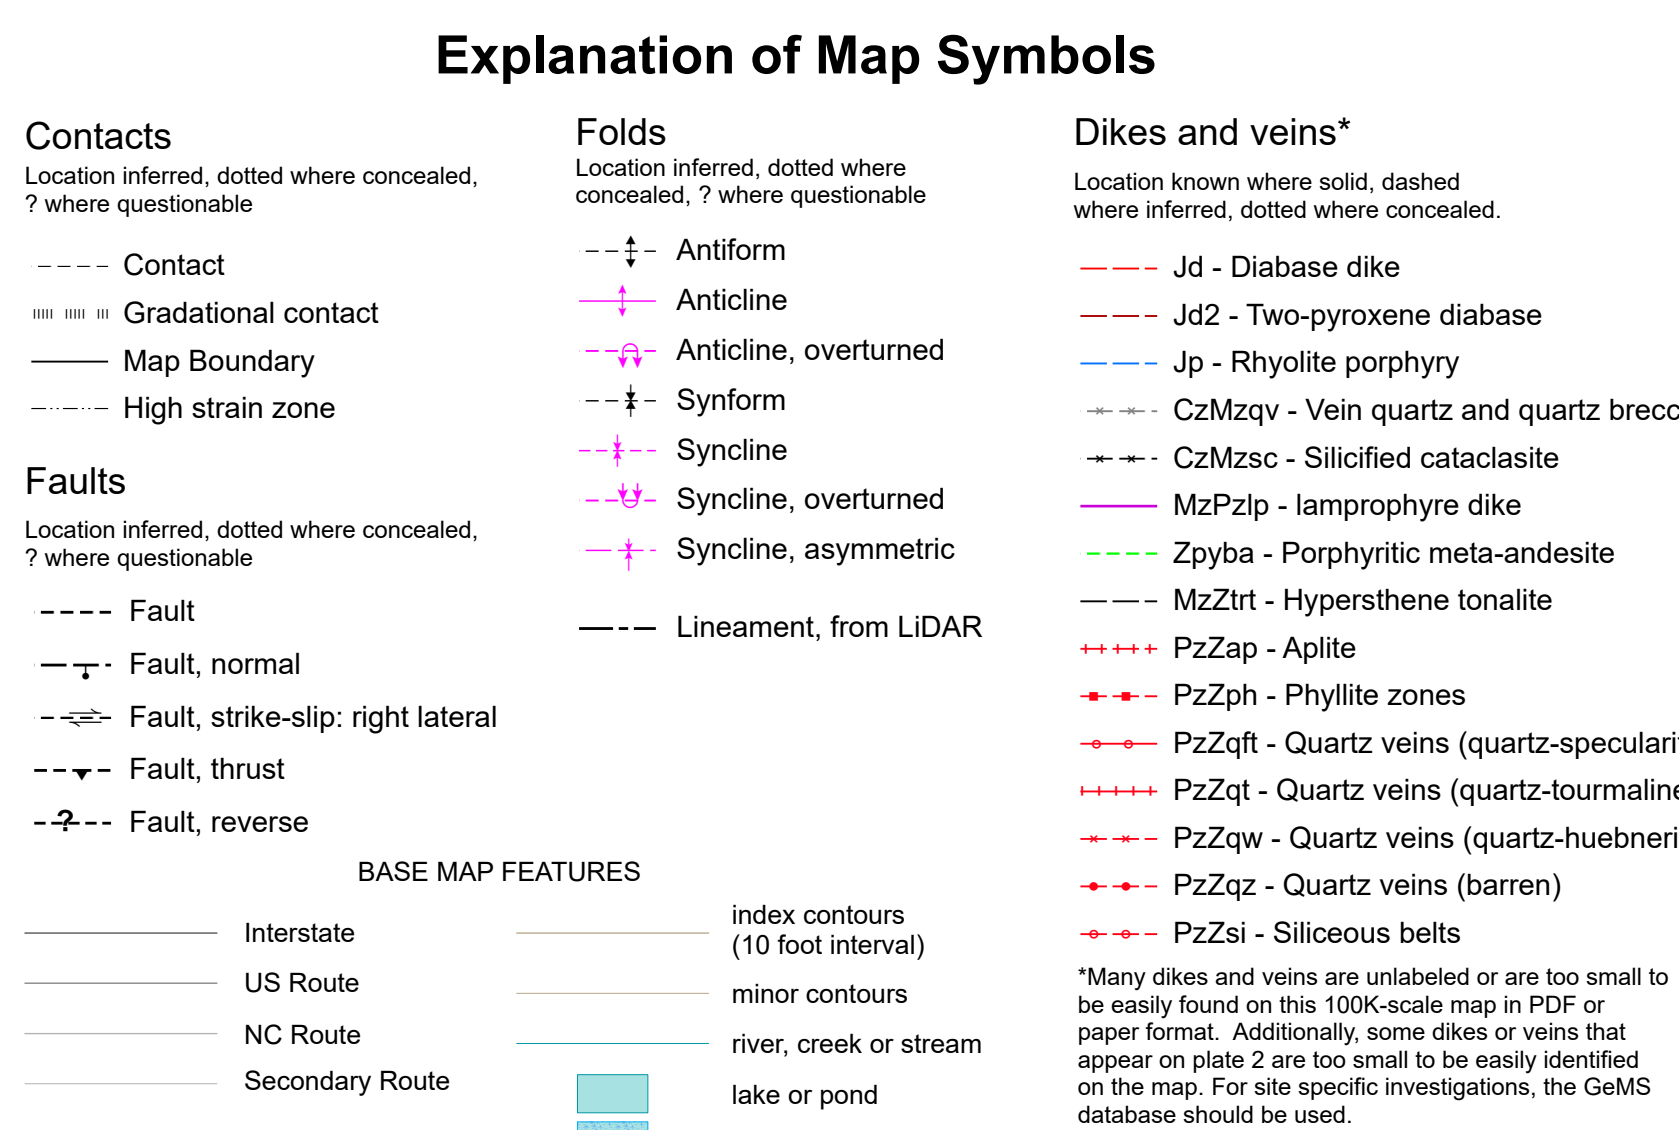 Explanation of Map Symbols
Contacts
Location inferred, dotted where concealed,
? where questionable
Contact
Gradational contact
Map Boundary
High strain zone
Faults
Location inferred, dotted where concealed,
? where questionable
Fault
Fault, normal
Fault, strike-slip: right lateral
Fault, thrust
? Fault, reverse
Folds
Location inferred, dotted where
concealed, ? where questionable
Antiform
Anticline
Anticline, overturned
Synform
Syncline
Syncline, overturned
Syncline, asymmetric
Lineament, from LiDAR
Dikes and veins*
Location known where solid, dashed
where inferred, dotted where concealed.
Jd - Diabase dike
Jd2 - Two-pyroxene diabase
Jp - Rhyolite porphyry
CzMzqv - Vein quartz and quartz brecc
CzMzsc - Silicified cataclasite
MzPzlp - lamprophyre dike
Zpyba - Porphyritic meta-andesite
MzZtrt - Hypersthene tonalite
PzZap - Aplite
PzZph - Phyllite zones
PzZqft - Quartz veins (quartz-speculari
PzZqt - Quartz veins (quartz-tourmaline
PzZqw - Quartz veins (quartz-huebneri
PzZqz - Quartz veins (barren)
PzZsi - Siliceous belts
*Many dikes and veins are unlabeled or are too small to
be easily found on this 100K-scale map in PDF or
paper format. Additionally, some dikes or veins that
appear on plate 2 are too small to be easily identified
on the map. For site specific investigations, the GeMS
database should be used.
BASE MAP FEATURES
Interstate
US Route
NC Route
Secondary Route
index contours
(10 foot interval)
minor contours
river, creek or stream
lake or pond